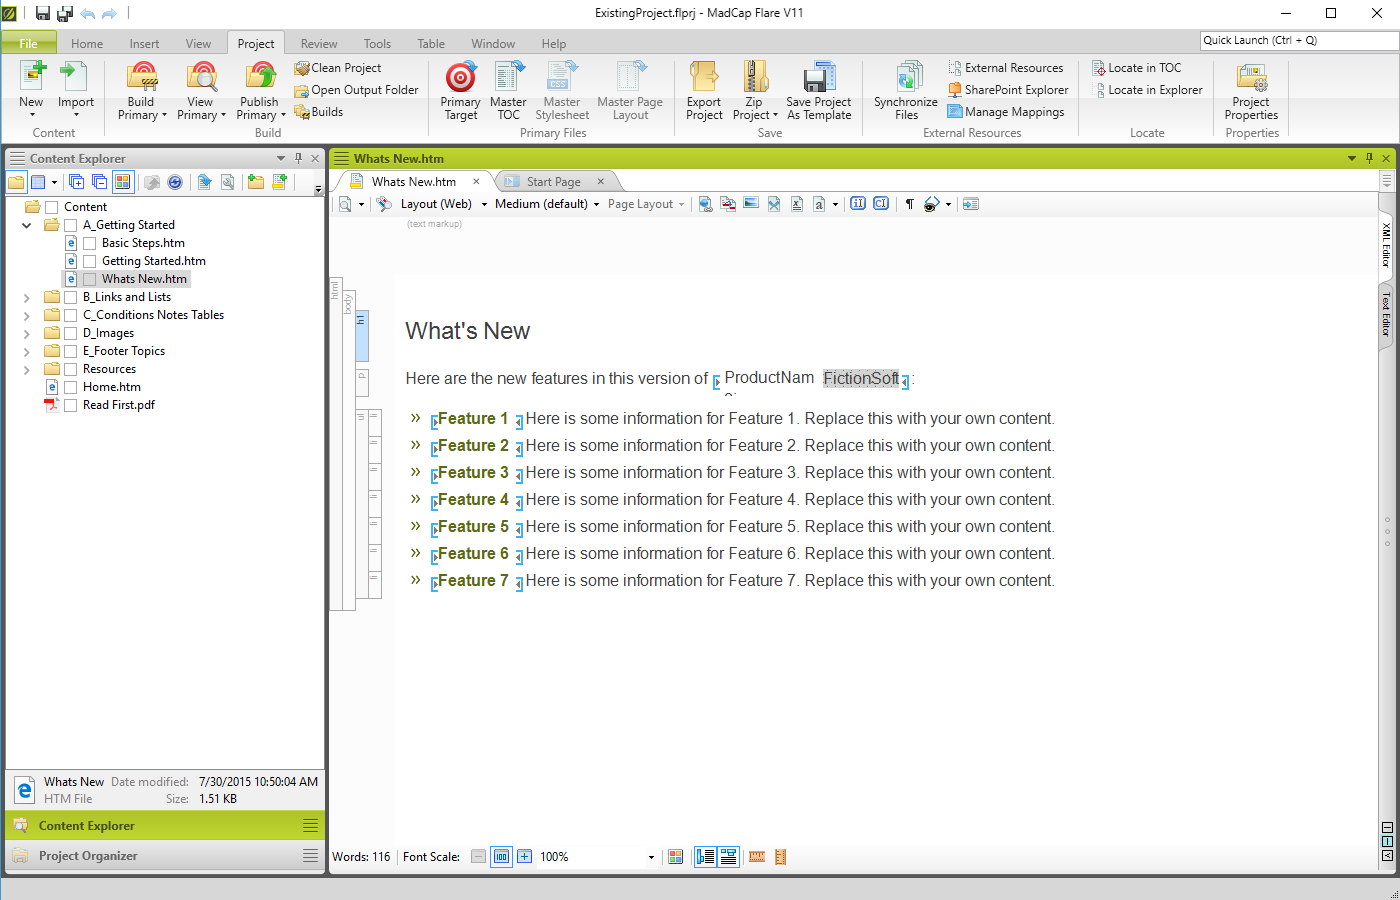 ExistingProject.flprj - MadCap Flare V11
File Home Insert View Project Review Tools Table Window Help
Quick Launch (Ctrl + Q)
New
Import
Content
Build Primary
View Primary
Publish Primary
Clean Project
Open Output Folder
Builds
Build
Primary Target
Master TOC
Master Stylesheet
Master Page Layout
Primary Files
Export Project
Zip Project
Save Project As Template
Save
Synchronize Files
External Resources
SharePoint Explorer
Manage Mappings
External Resources
Locate in TOC
Locate in Explorer
Locate
Project Properties
Properties
Content Explorer
Content
A_Getting Started
Basic Steps.htm
Getting Started.htm
Whats New.htm
B_Links and Lists
C_Conditions Notes Tables
D_Images
E_Footer Topics
Resources
Home.htm
Read First.pdf
Whats New Date modified: 7/30/2015 10:50:04 AM
HTM File Size: 1.51 KB
Content Explorer
Project Organizer
Whats New.htm
Whats New.htm Start Page
Layout (Web) Medium (default) Page Layout
(text markup)
html
body
h1
p
ul
li
li
li
li
li
li
li
What's New
Here are the new features in this version of ProductNam FictionSoft :
» Feature 1 Here is some information for Feature 1. Replace this with your own content.
» Feature 2 Here is some information for Feature 2. Replace this with your own content.
» Feature 3 Here is some information for Feature 3. Replace this with your own content.
» Feature 4 Here is some information for Feature 4. Replace this with your own content.
» Feature 5 Here is some information for Feature 5. Replace this with your own content.
» Feature 6 Here is some information for Feature 6. Replace this with your own content.
» Feature 7 Here is some information for Feature 7. Replace this with your own content.
XML Editor
Text Editor
Words: 116 Font Scale: 100%